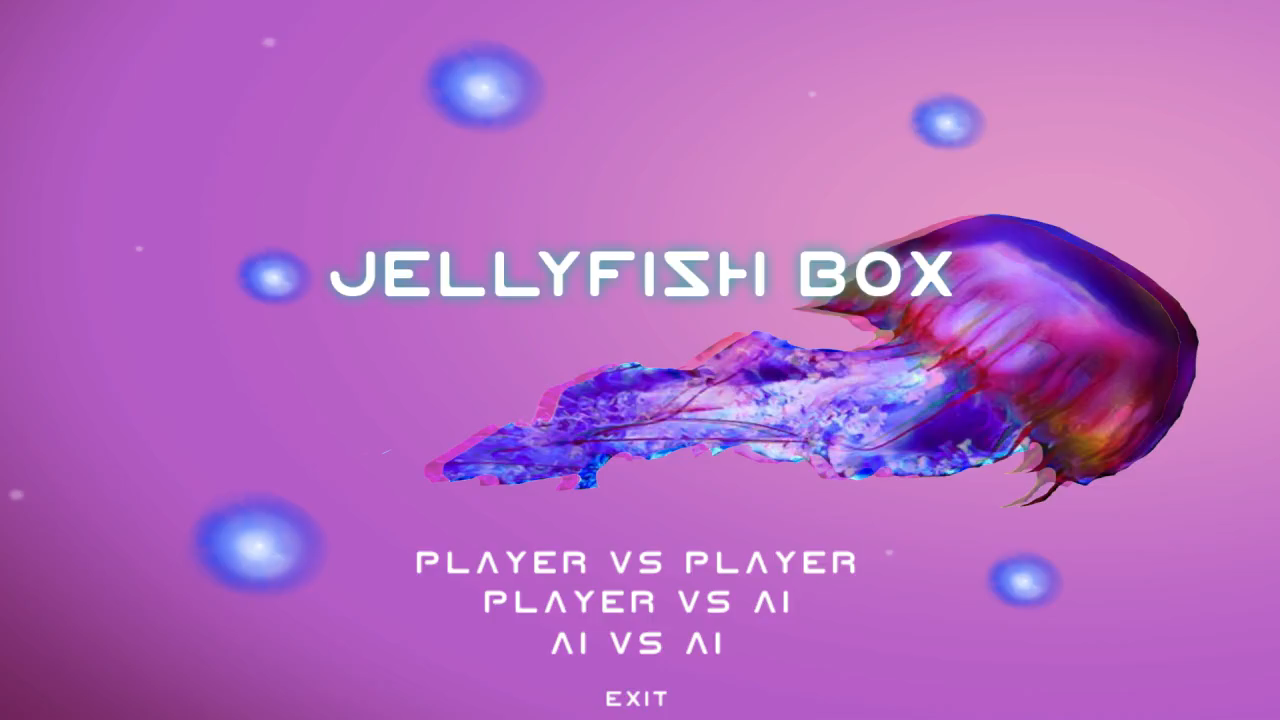 JELLYFISH BOX
PLAYER VS PLAYER
PLAYER VS AI
AI VS AI
EXIT